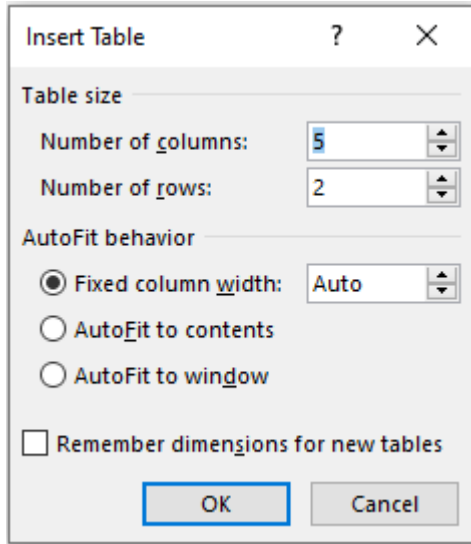 Insert Table ?
Table size
Number of columns: 5
Number of rows: 2
AutoFit behavior
Fixed column width: Auto
AutoFit to contents
AutoFit to window
Remember dimensions for new tables
OK Cancel